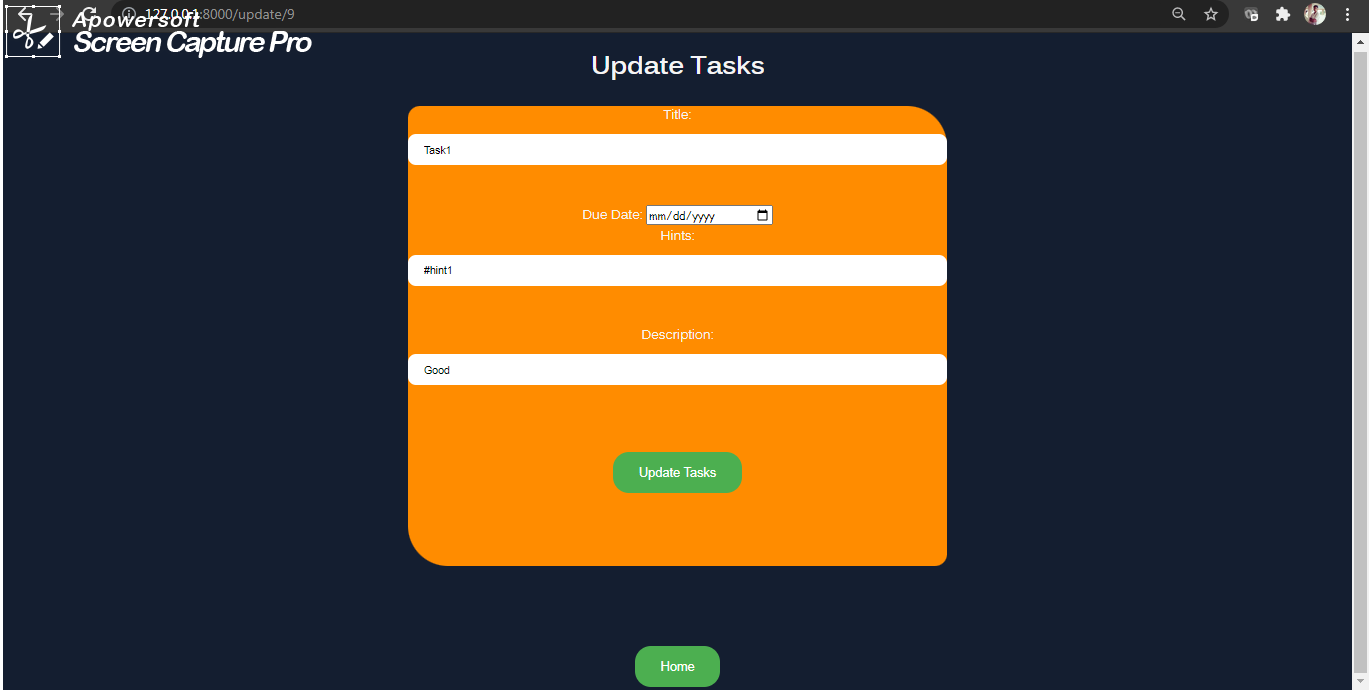 127.0.0.1:8000/update/9
Apowersoft
Screen Capture Pro
Update Tasks
Title:
Task1
Due Date: mm/dd/yyyy
Hints:
#hint1
Description:
Good
Update Tasks
Home